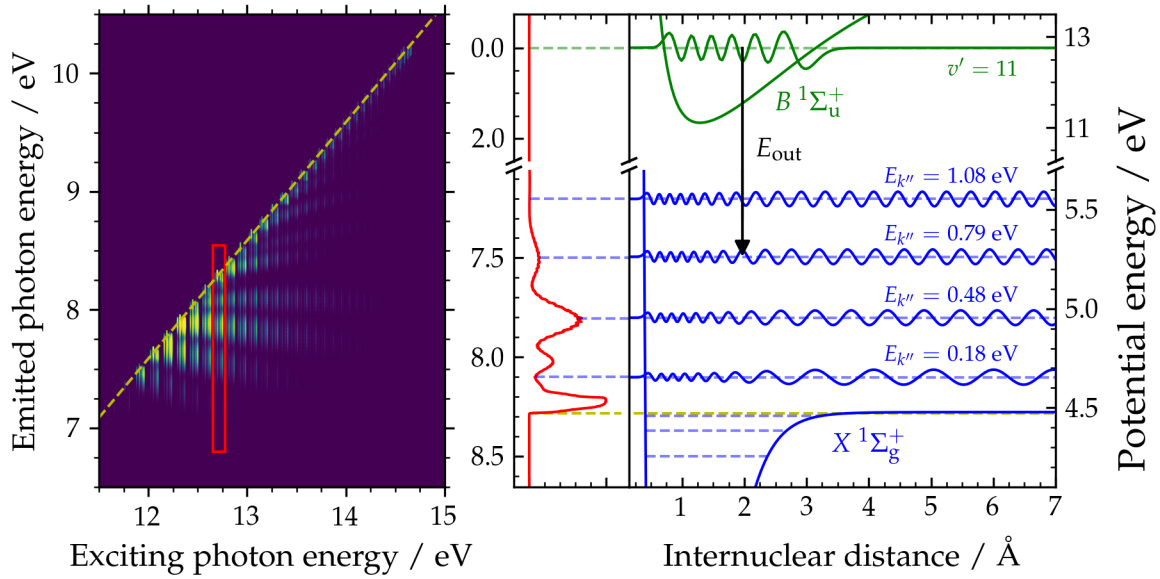 Emitted photon energy / eV
10
9
8
7
6
12
13
14
15
Exciting photon energy / eV
0.0
2.0
7.5
8.0
8.5
v′ = 11
B ¹Σᵤ⁺
E_out
E_k″ = 1.08 eV
E_k″ = 0.79 eV
E_k″ = 0.48 eV
E_k″ = 0.18 eV
X ¹Σg⁺
1
2
3
4
5
6
7
Internuclear distance / Å
13
11
5.5
5.0
4.5
Potential energy / eV